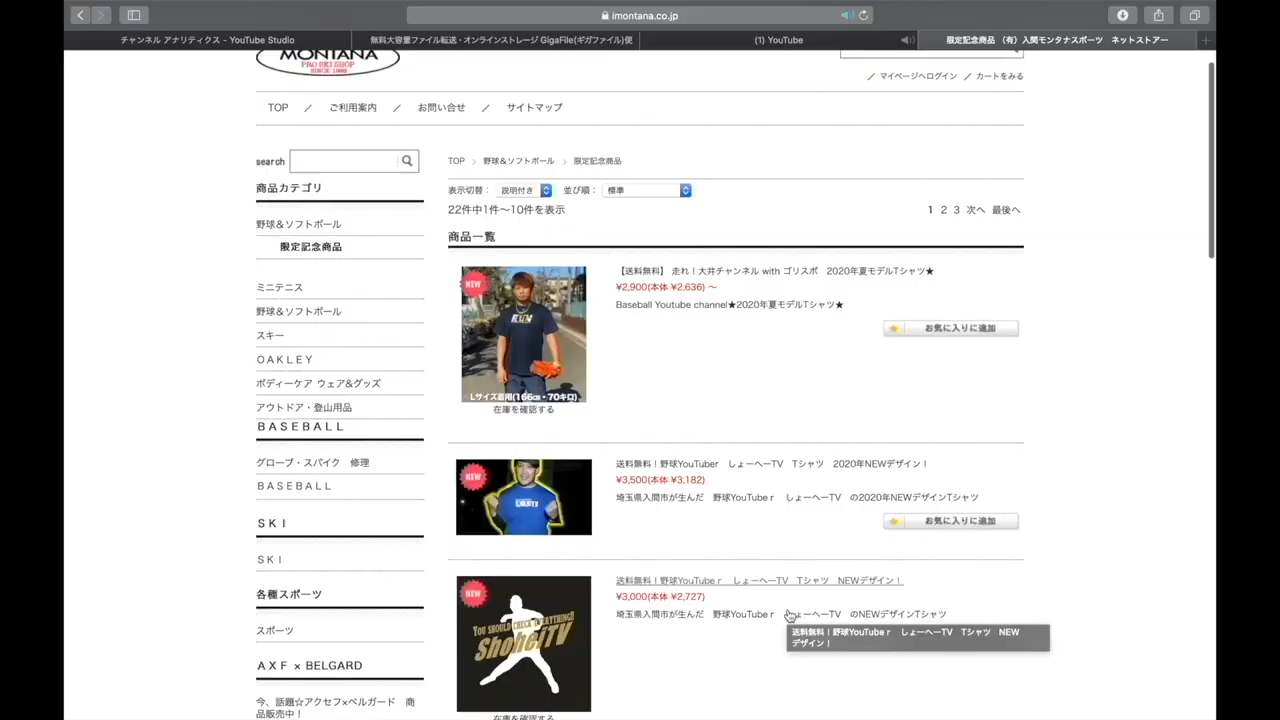 imontana.co.jp
チャンネル アナリティクス - YouTube Studio
無料大容量ファイル転送・オンラインストレージ GigaFile(ギガファイル)便
(1) YouTube
限定記念商品 （有）入間モンタナスポーツ　ネットストアー
MONTANA
PRO SKI SHOP
SINCE 1980
／ マイページへログイン ／ カートをみる
TOP ／ ご利用案内 ／ お問い合せ ／ サイトマップ
search
商品カテゴリ
野球＆ソフトボール
限定記念商品
ミニテニス
野球＆ソフトボール
スキー
ＯＡＫＬＥＹ
ボディーケア ウェア&グッズ
アウトドア・登山用品
ＢＡＳＥＢＡＬＬ
グローブ・スパイク　修理
ＢＡＳＥＢＡＬＬ
ＳＫＩ
ＳＫＩ
各種スポーツ
スポーツ
ＡＸＦ × BELGARD
今、話題☆アクセフ×ベルガード　商
品販売中！
TOP > 野球＆ソフトボール > 限定記念商品
表示切替： 説明付き 並び順： 標準
22件中1件〜10件を表示
1 2 3 次へ 最後へ
商品一覧
NEW
RUN
Lサイズ着用(166㎝・70キロ)
在庫を確認する
【送料無料】 走れ！大井チャンネル with ゴリスポ　2020年夏モデルTシャツ★
¥2,900(本体 ¥2,636) 〜
Baseball Youtube channel★2020年夏モデルTシャツ★
お気に入りに追加
NEW
送料無料！野球YouTuber　しょーへーTV　Tシャツ　2020年NEWデザイン！
¥3,500(本体 ¥3,182)
埼玉県入間市が生んだ　野球YouTubeｒ　しょーへーTV　の2020年NEWデザインTシャツ
お気に入りに追加
NEW
YOU SHOULD CHECK EVERYTHING!!
ShoheiTV
在庫を確認する
送料無料！野球YouTubeｒ　しょーへーTV　Tシャツ　NEWデザイン！
¥3,000(本体 ¥2,727)
埼玉県入間市が生んだ　野球YouTubeｒ　しょーへーTV　のNEWデザインTシャツ
送料無料！野球YouTubeｒ　しょーへーTV　Tシャツ　NEW
デザイン！